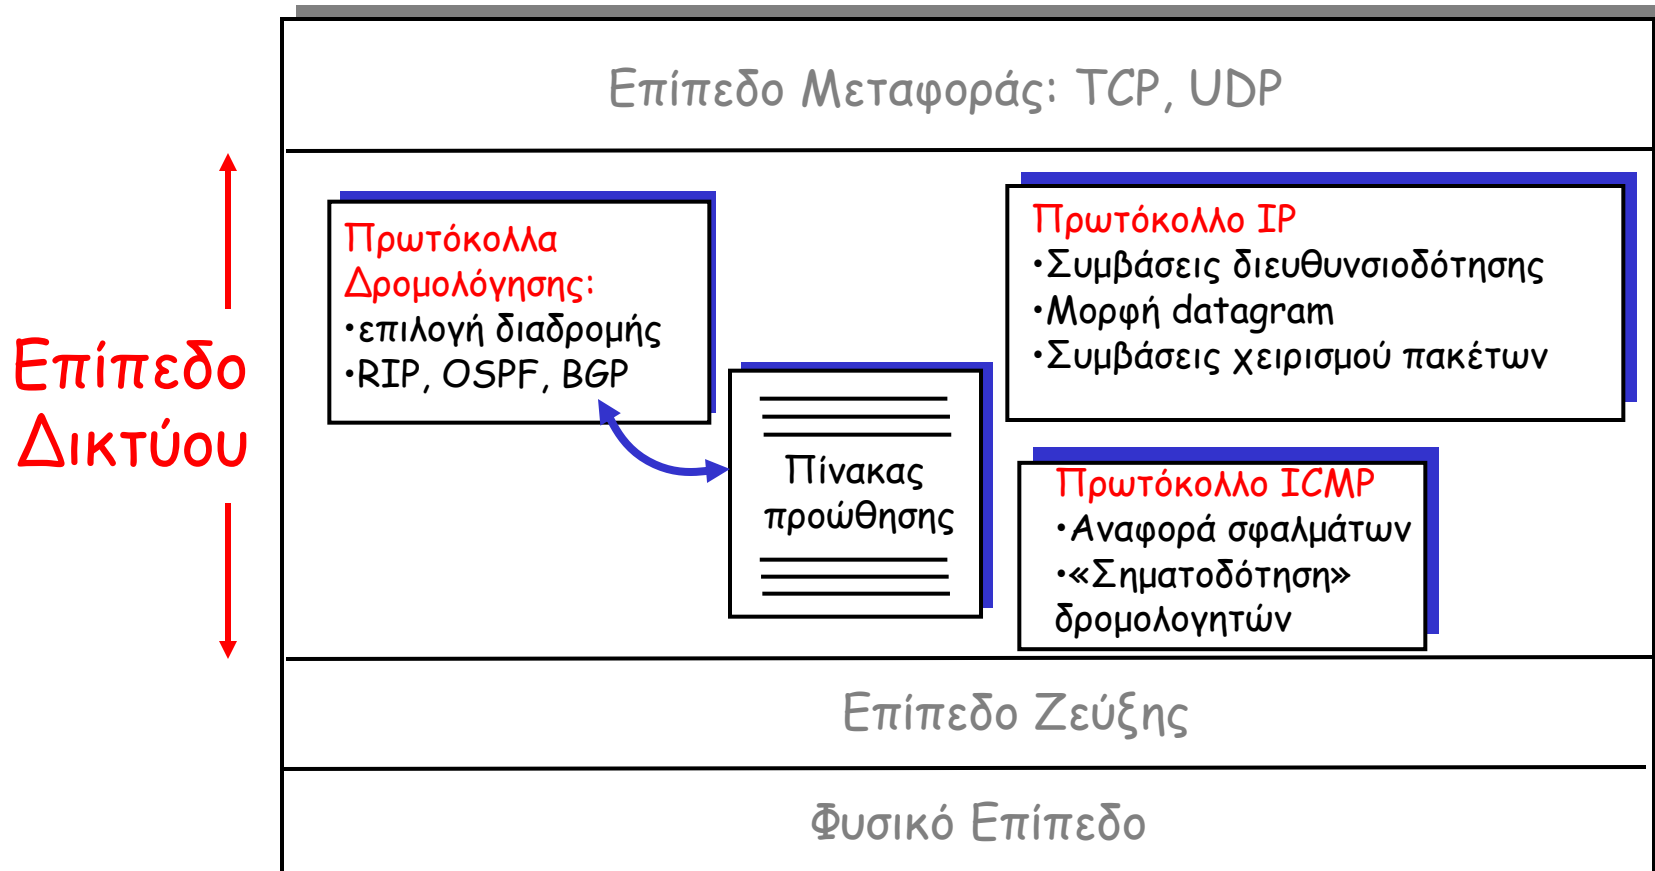 Επίπεδο Μεταφοράς: TCP, UDP
Επίπεδο
Δικτύου
Πρωτόκολλα
Δρομολόγησης:
•επιλογή διαδρομής
•RIP, OSPF, BGP
Πίνακας
προώθησης
Πρωτόκολλο IP
•Συμβάσεις διευθυνσιοδότησης
•Μορφή datagram
•Συμβάσεις χειρισμού πακέτων
Πρωτόκολλο ICMP
•Αναφορά σφαλμάτων
•«Σηματοδότηση»
δρομολογητών
Επίπεδο Ζεύξης
Φυσικό Επίπεδο